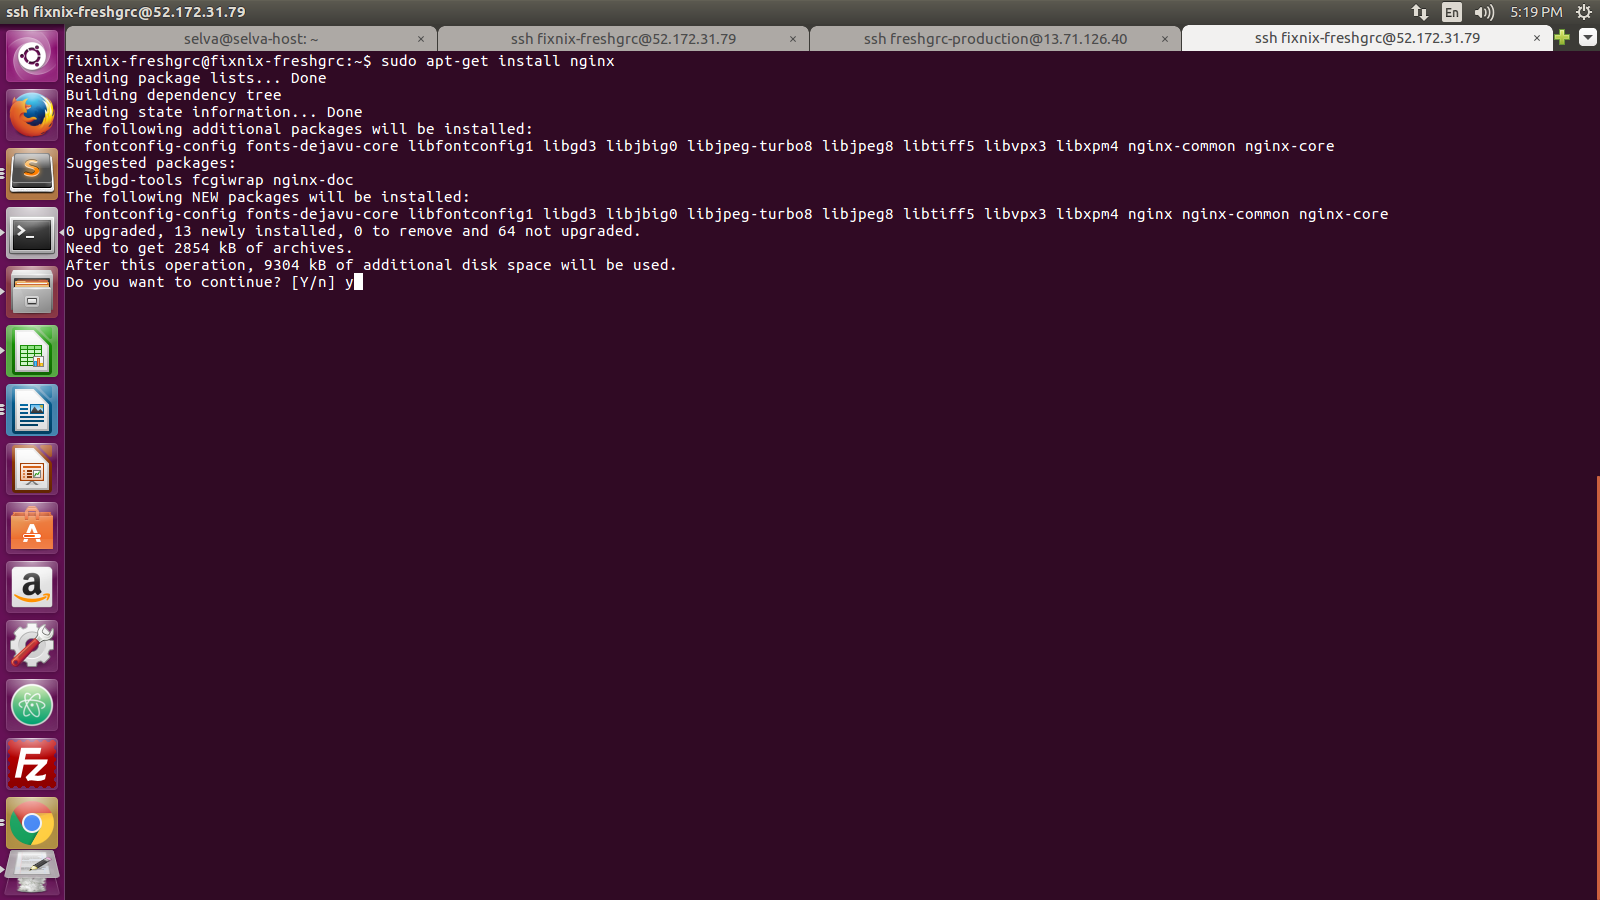 ssh fixnix-freshgrc@52.172.31.79
En
5:19 PM
selva@selva-host: ~ ×
ssh fixnix-freshgrc@52.172.31.79 ×
ssh freshgrc-production@13.71.126.40 ×
ssh fixnix-freshgrc@52.172.31.79 ×
fixnix-freshgrc@fixnix-freshgrc:~$ sudo apt-get install nginx
Reading package lists... Done
Building dependency tree
Reading state information... Done
The following additional packages will be installed:
  fontconfig-config fonts-dejavu-core libfontconfig1 libgd3 libjbig0 libjpeg-turbo8 libjpeg8 libtiff5 libvpx3 libxpm4 nginx-common nginx-core
Suggested packages:
  libgd-tools fcgiwrap nginx-doc
The following NEW packages will be installed:
  fontconfig-config fonts-dejavu-core libfontconfig1 libgd3 libjbig0 libjpeg-turbo8 libjpeg8 libtiff5 libvpx3 libxpm4 nginx nginx-common nginx-core
0 upgraded, 13 newly installed, 0 to remove and 64 not upgraded.
Need to get 2854 kB of archives.
After this operation, 9304 kB of additional disk space will be used.
Do you want to continue? [Y/n] y
S
>_
A
a
Fz